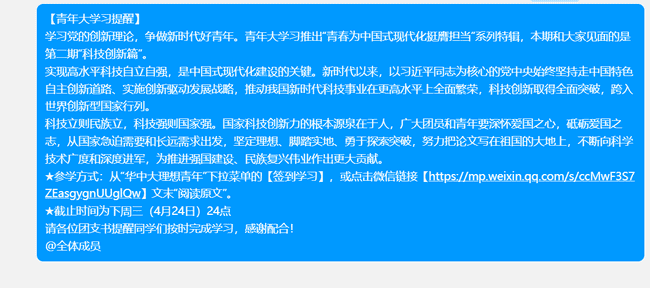 【青年大学习提醒】
学习党的创新理论，争做新时代好青年。青年大学习推出“青春为中国式现代化挺膺担当”系列特辑，本期和大家见面的是
第二期“科技创新篇”。
实现高水平科技自立自强，是中国式现代化建设的关键。新时代以来，以习近平同志为核心的党中央始终坚持走中国特色
自主创新道路、实施创新驱动发展战略，推动我国新时代科技事业在更高水平上全面繁荣，科技创新取得全面突破，跨入
世界创新型国家行列。
科技立则民族立，科技强则国家强。国家科技创新力的根本源泉在于人，广大团员和青年要深怀爱国之心，砥砺爱国之
志，从国家急迫需要和长远需求出发，坚定理想、脚踏实地、勇于探索突破，努力把论文写在祖国的大地上，不断向科学
技术广度和深度进军，为推进强国建设、民族复兴伟业作出更大贡献。
★参学方式：从“华中大理想青年”下拉菜单的【签到学习】，或点击微信链接【https://mp.weixin.qq.com/s/ccMwF3S7
ZEasgygnUUglQw】文末“阅读原文”。
★截止时间为下周三（4月24日）24点
请各位团支书提醒同学们按时完成学习，感谢配合！
@全体成员